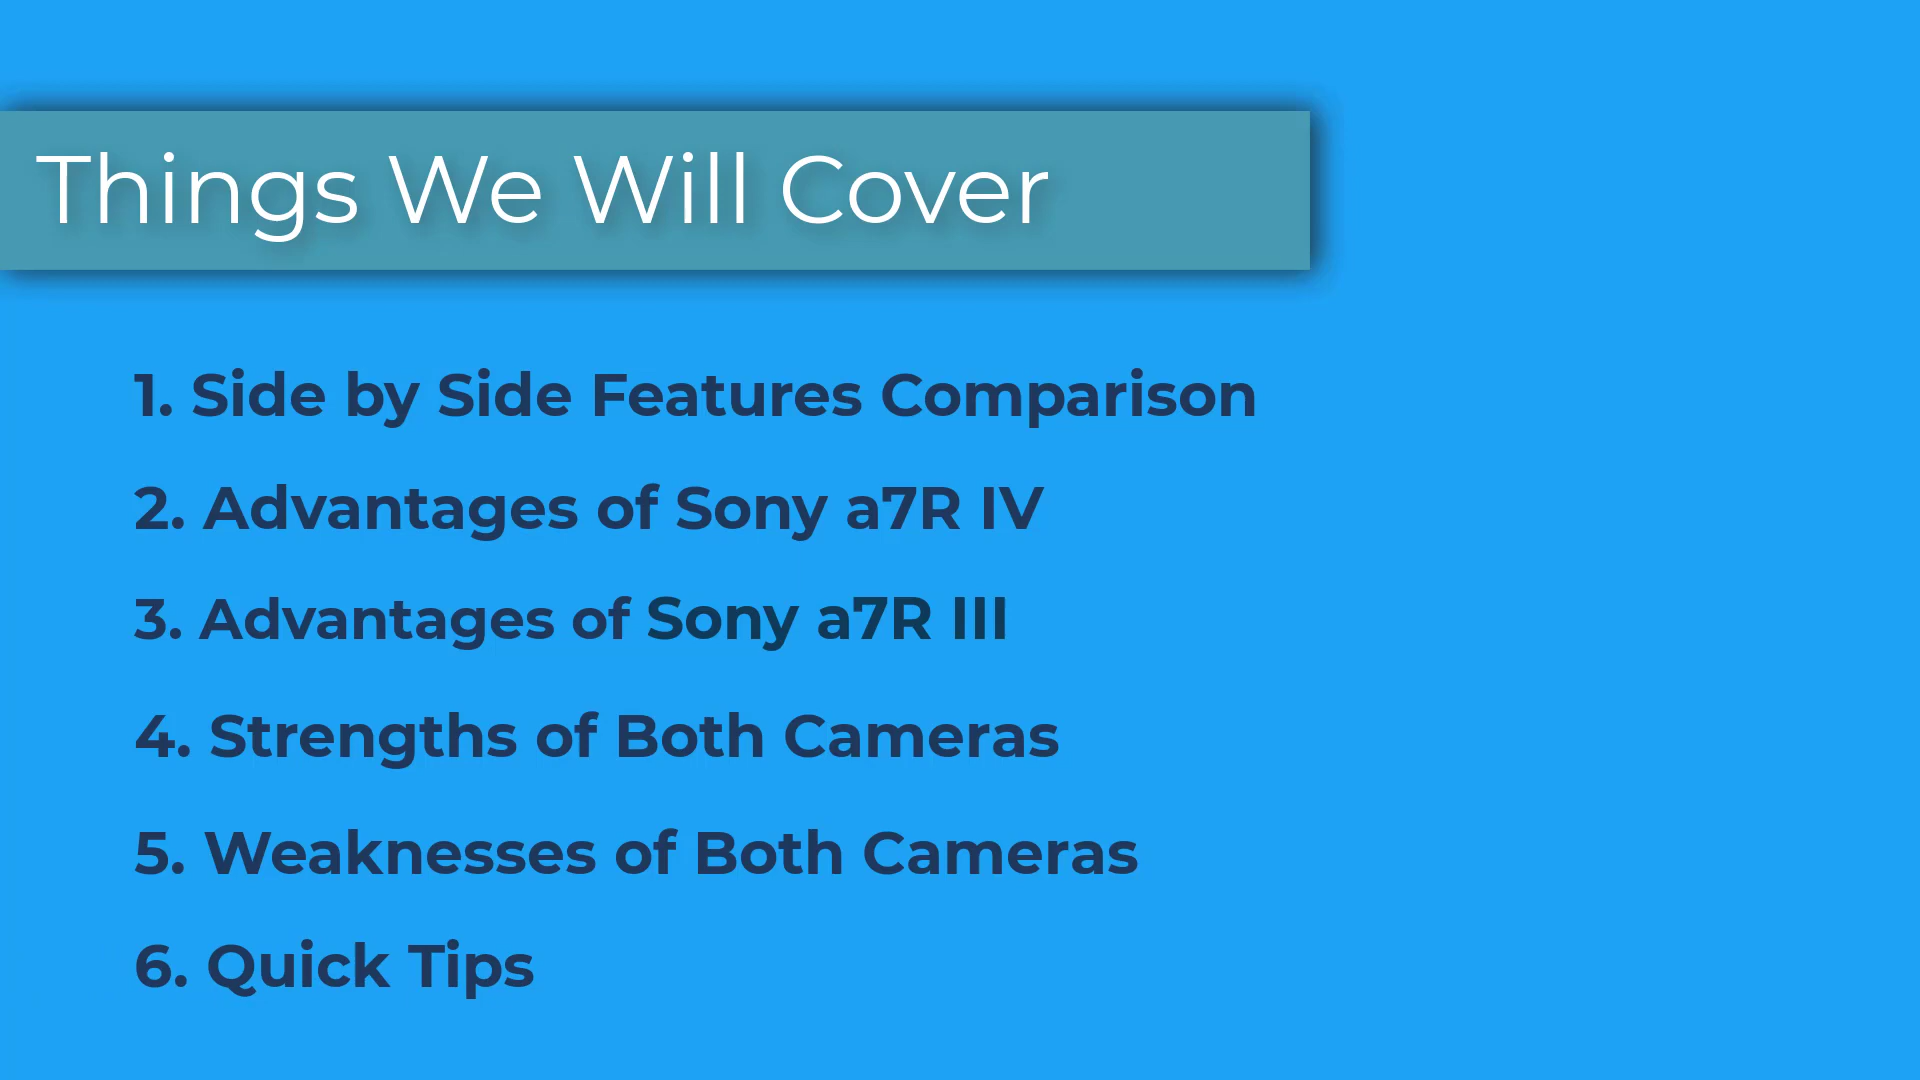 Things We Will Cover
1. Side by Side Features Comparison
2. Advantages of Sony a7R IV
3. Advantages of Sony a7R III
4. Strengths of Both Cameras
5. Weaknesses of Both Cameras
6. Quick Tips